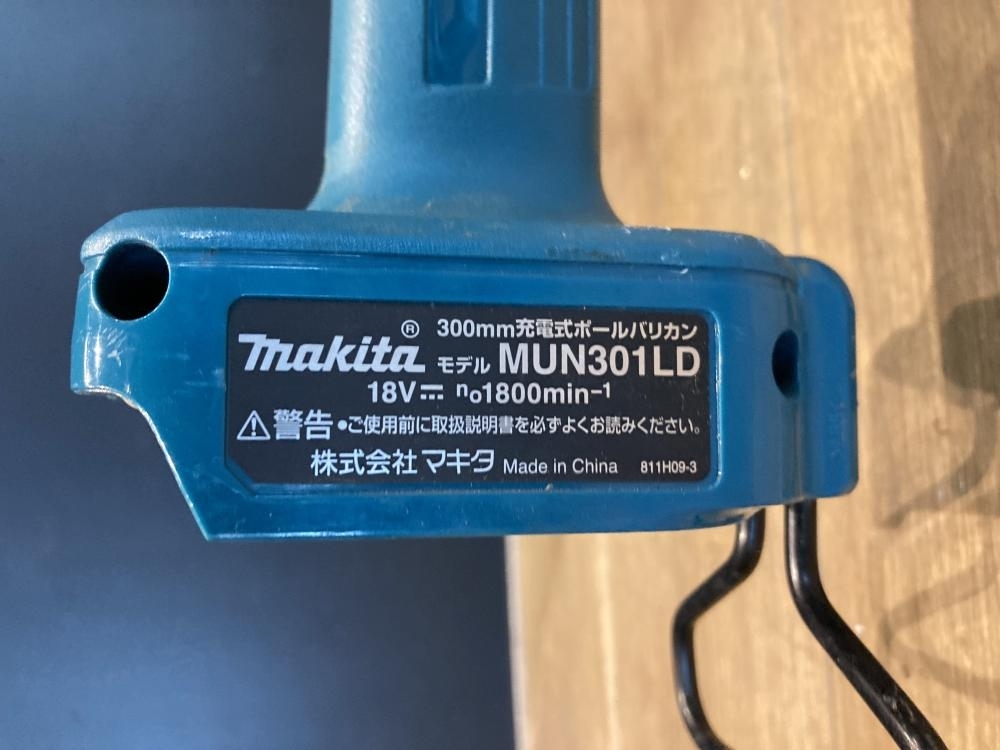 makita® 300mm充電式ポールバリカン
モデル MUN301LD
18V⎓ n₀1800min⁻¹
⚠警告 •ご使用前に取扱説明書を必ずよくお読みください。
株式会社マキタ Made in China 811H09-3